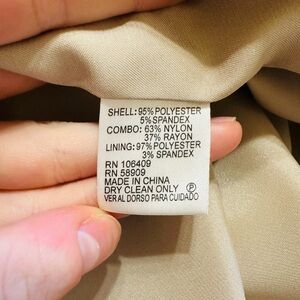 SHELL: 95% POLYESTER
5% SPANDEX
COMBO: 63% NYLON
37% RAYON
LINING: 97% POLYESTER
3% SPANDEX
RN 106409
RN 58909
MADE IN CHINA
DRY CLEAN ONLY Ⓟ
VER AL DORSO PARA CUIDADO